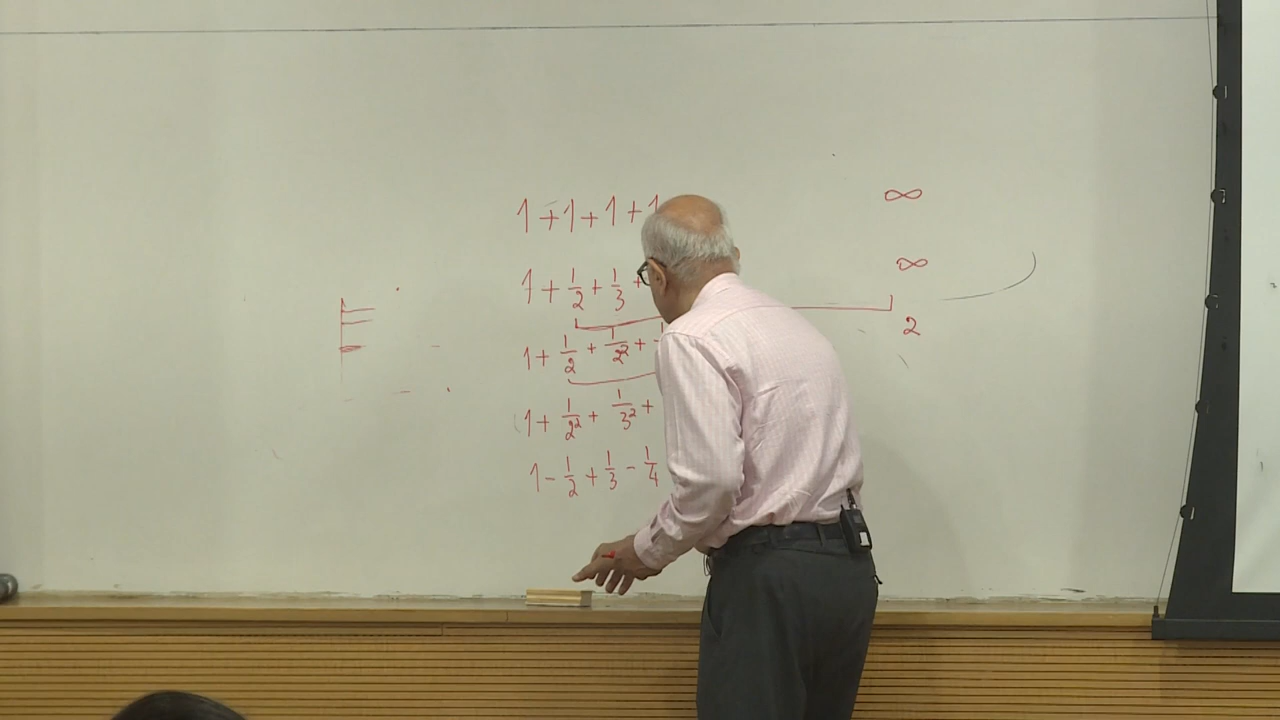 1 + 1 + 1 + 1 ∞
1 + 1/2 + 1/3 + ∞
1 + 1/2 + 1/2² + 2
1 + 1/2² + 1/3² +
1 - 1/2 + 1/3 - 1/4